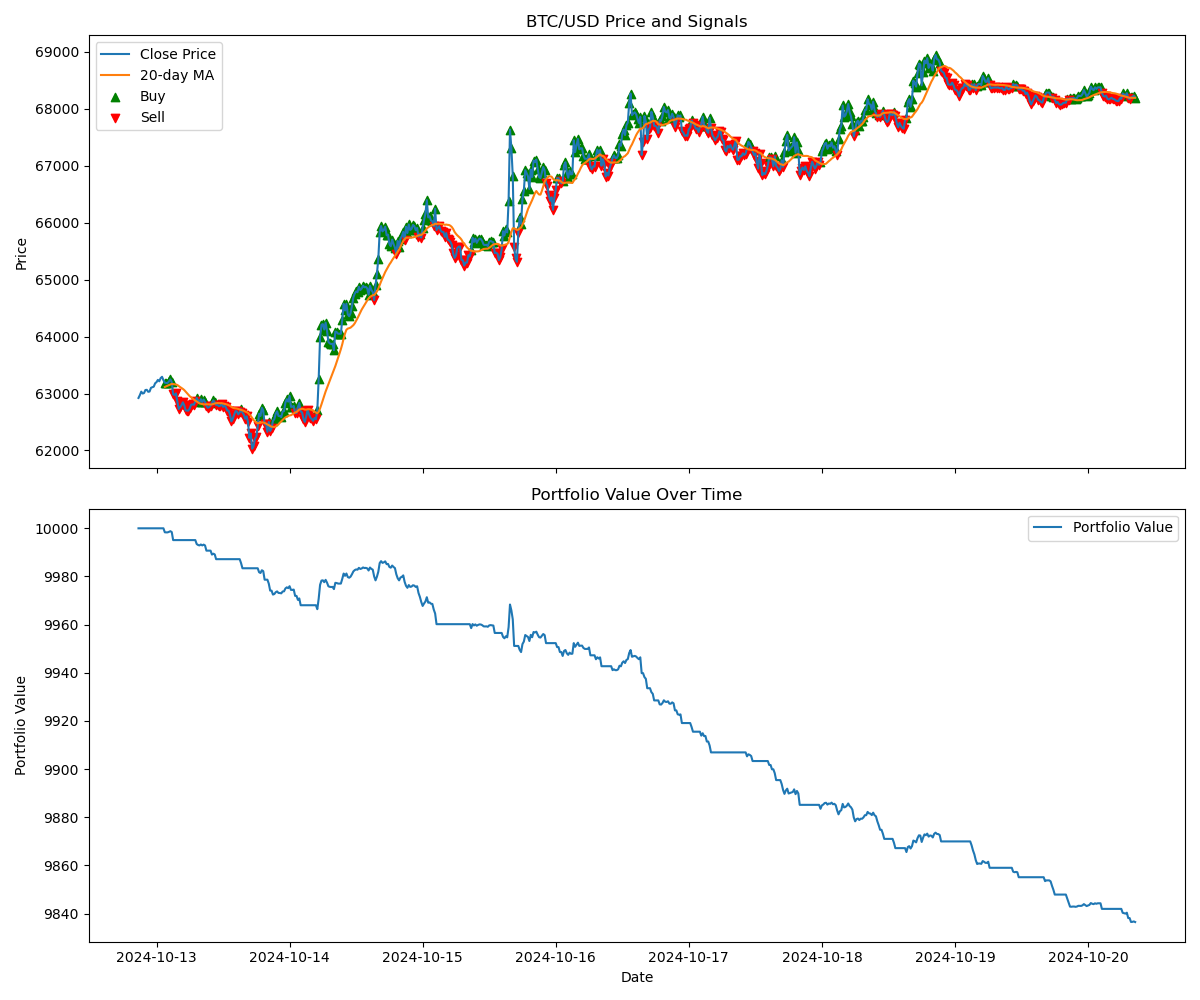 BTC/USD Price and Signals
Price
69000
68000
67000
66000
65000
64000
63000
62000
Close Price
20-day MA
Buy
Sell
Portfolio Value Over Time
Portfolio Value
10000
9980
9960
9940
9920
9900
9880
9860
9840
Portfolio Value
2024-10-13
2024-10-14
2024-10-15
2024-10-16
2024-10-17
2024-10-18
2024-10-19
2024-10-20
Date